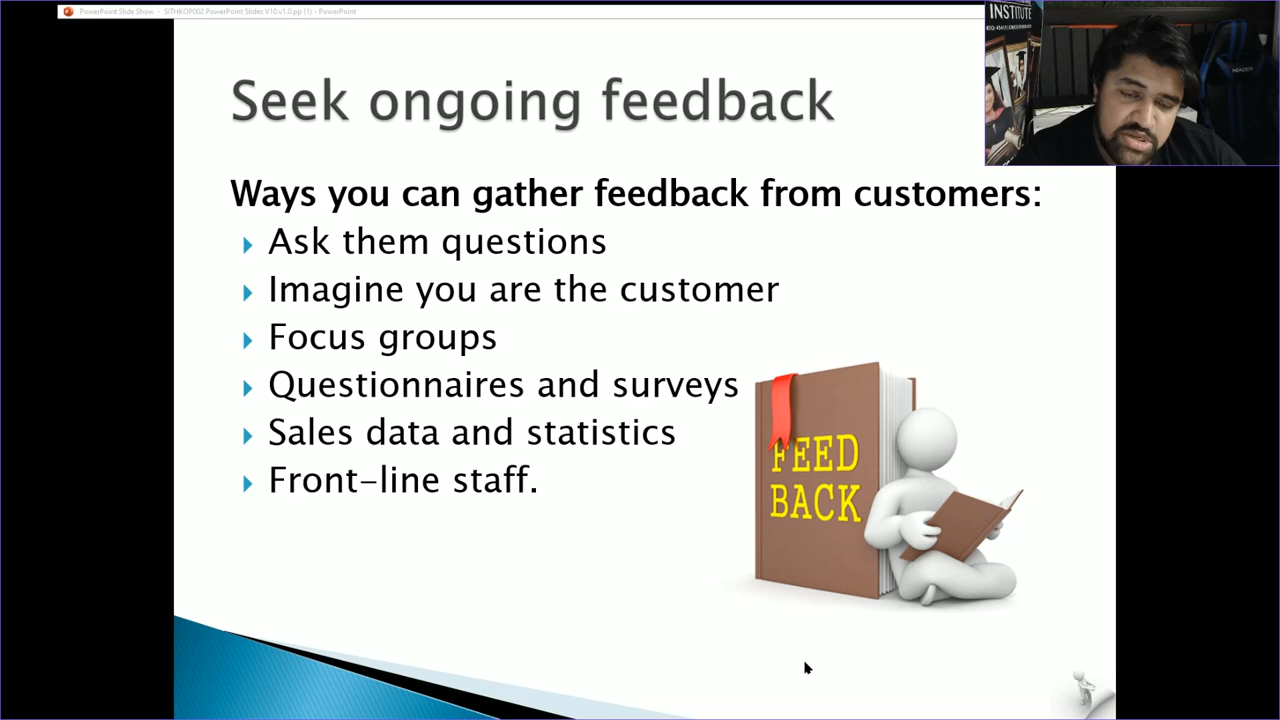 PowerPoint Slide Show - SITHKOP002 PowerPoint Slides V10.v1.0.pp (1) - PowerPoint
INSTITUTE
Seek ongoing feedback
Ways you can gather feedback from customers:
Ask them questions
Imagine you are the customer
Focus groups
Questionnaires and surveys
Sales data and statistics
Front-line staff.
FEED
BACK